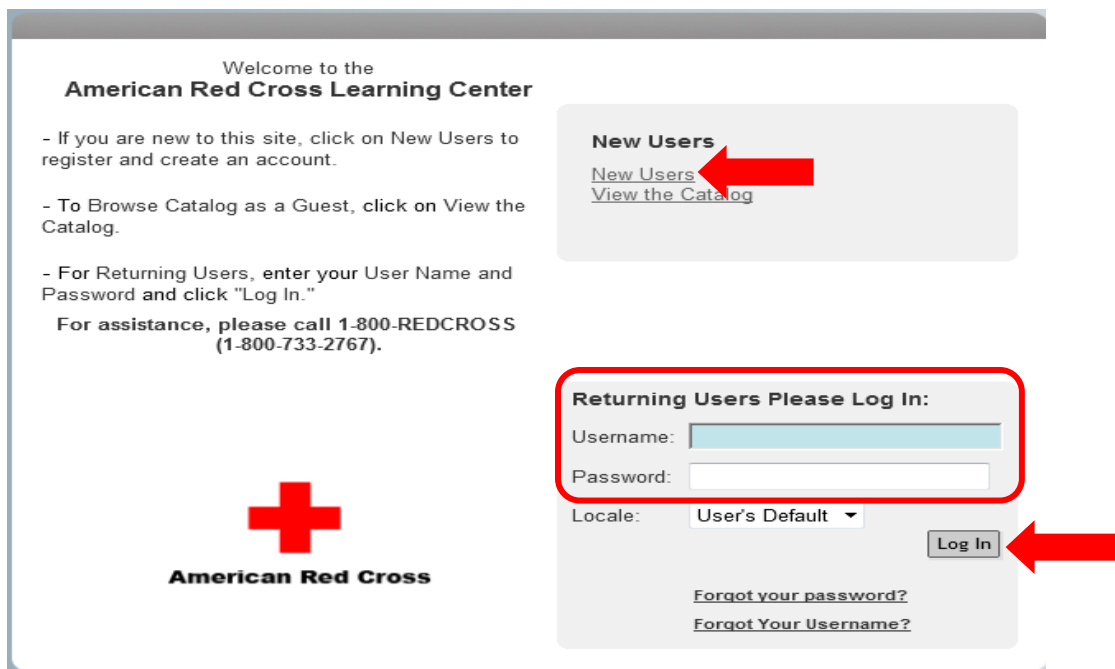 Welcome to the
American Red Cross Learning Center
- If you are new to this site, click on New Users to
register and create an account.
- To Browse Catalog as a Guest, click on View the
Catalog.
- For Returning Users, enter your User Name and
Password and click "Log In."
For assistance, please call 1-800-REDCROSS
(1-800-733-2767).
American Red Cross
New Users
New Users
View the Catalog
Returning Users Please Log In:
Username:
Password:
Locale: User's Default
Log In
Forgot your password?
Forgot Your Username?